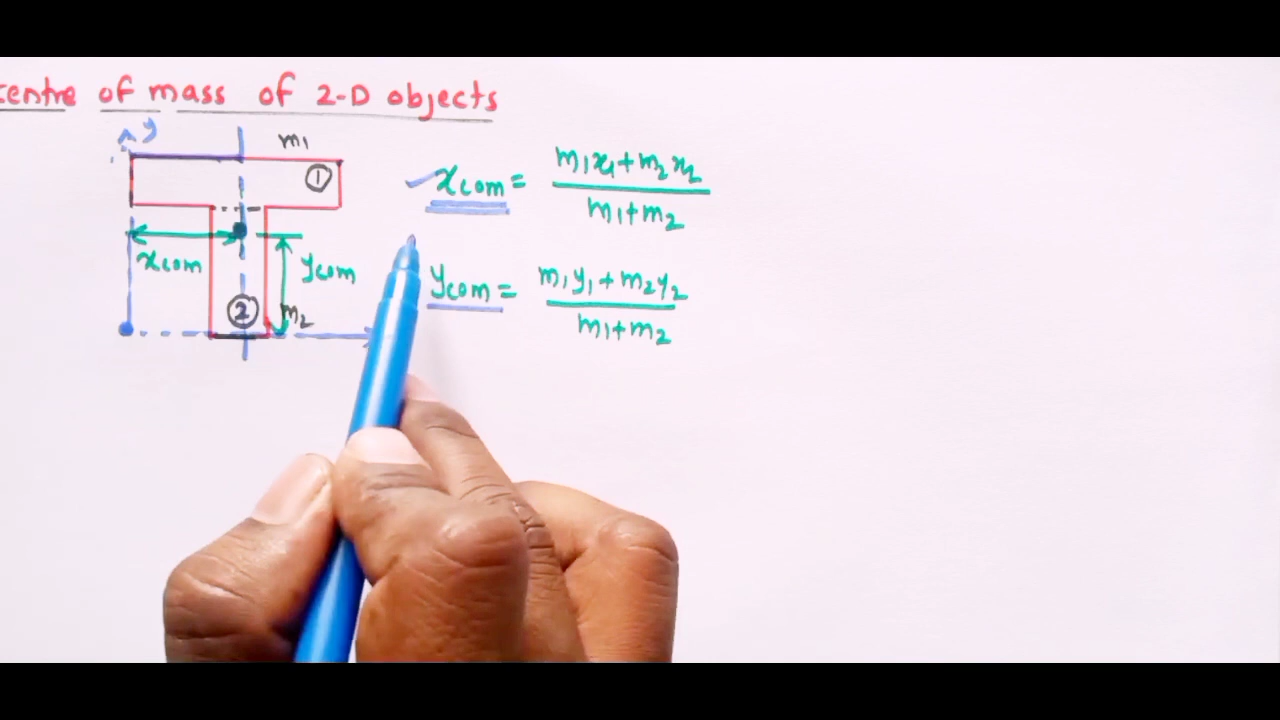 centre of mass of 2-D objects
y
m1
1
xcom = m1x1+m2x2
m1+m2
xcom
ycom
ycom = m1y1+m2y2
m1+m2
2
m2